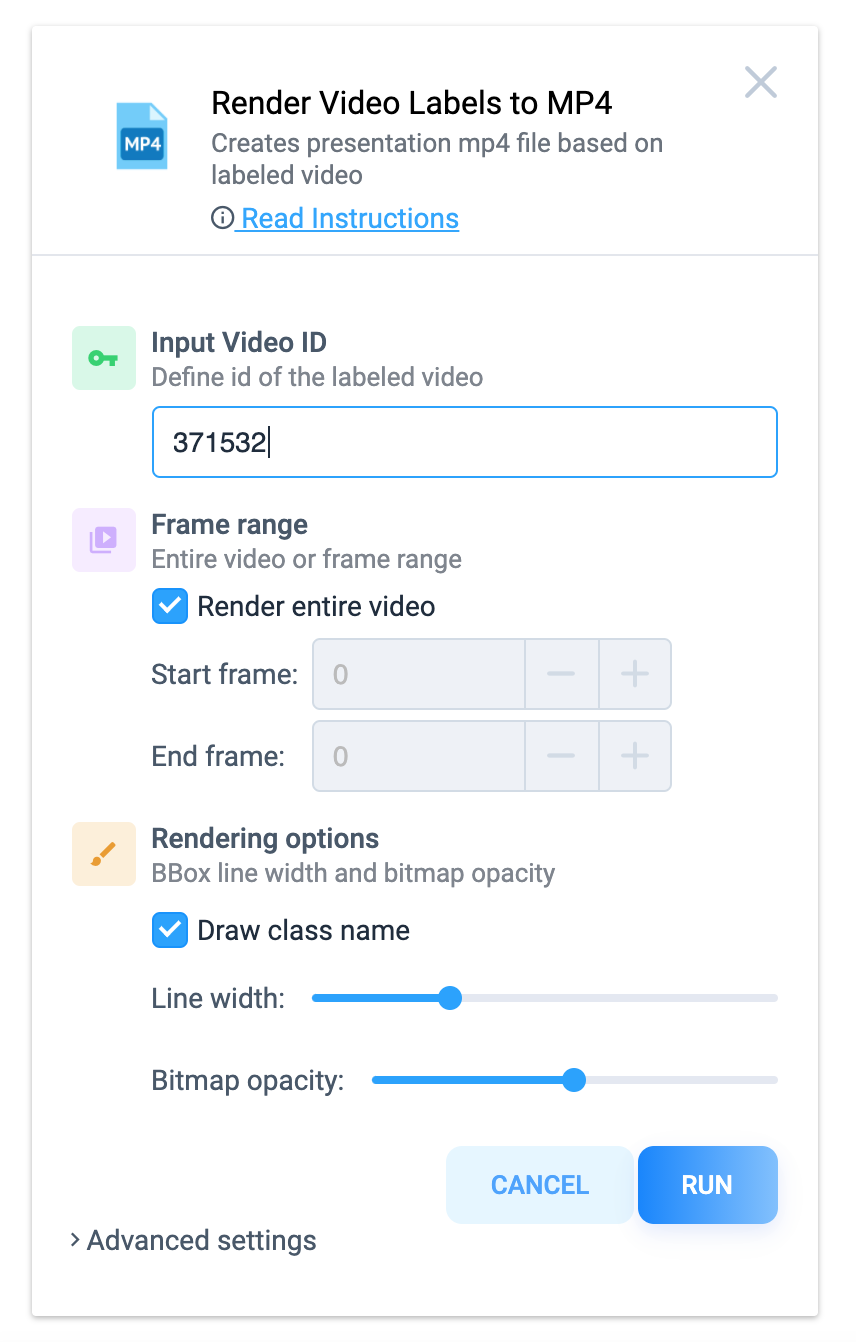 MP4
Render Video Labels to MP4
Creates presentation mp4 file based on
labeled video
Read Instructions
Input Video ID
Define id of the labeled video
371532
Frame range
Entire video or frame range
Render entire video
Start frame: 0
End frame: 0
Rendering options
BBox line width and bitmap opacity
Draw class name
Line width:
Bitmap opacity:
CANCEL RUN
Advanced settings